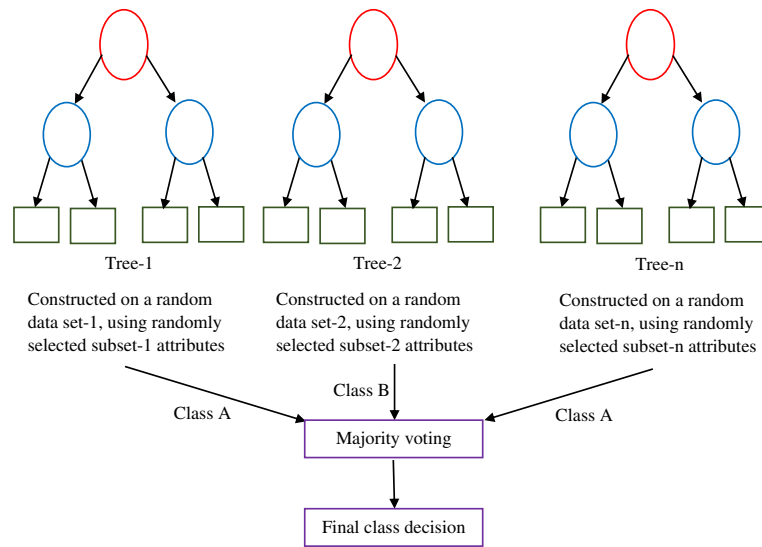 Tree-1
Tree-2
Tree-n
Constructed on a random
data set-1, using randomly
selected subset-1 attributes
Constructed on a random
data set-2, using randomly
selected subset-2 attributes
Constructed on a random
data set-n, using randomly
selected subset-n attributes
Class A
Class B
Class A
Majority voting
Final class decision